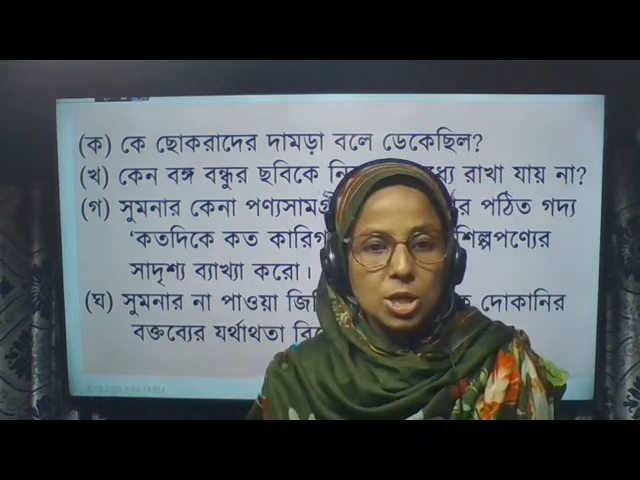 (ক) কে ছোকরাদের দামড়া বলে ডেকেছিল?
(খ) কেন বঙ্গ বন্ধুর ছবিকে রাখা যায় না?
(গ) সুমনার কেনা পণ্যসামগ্র র পঠিত গদ্য
‘কতদিকে কত কারিগ শিল্পপণ্যের
সাদৃশ্য ব্যাখ্যা করো।
(ঘ) সুমনার না পাওয়া দোকানির
বক্তব্যের যর্থাথতা